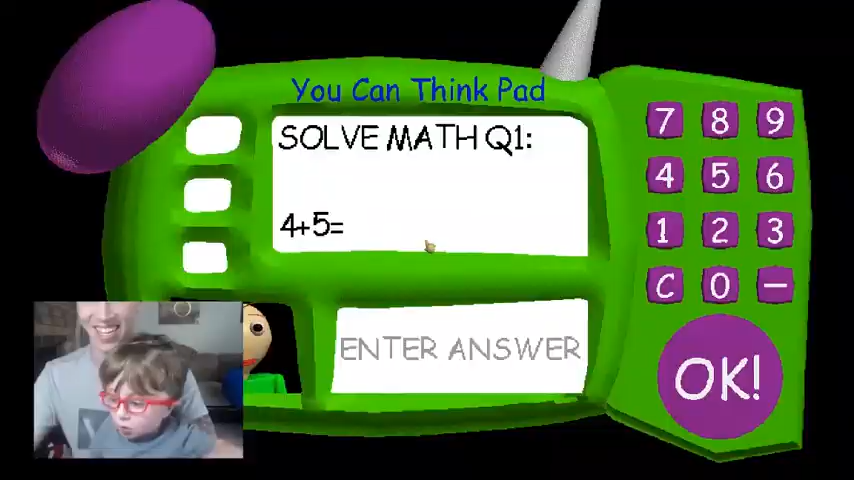 You Can Think Pad
SOLVE MATH Q1:
4+5=
7 8 9
4 5 6
1 2 3
C 0 −
ENTER ANSWER
OK!